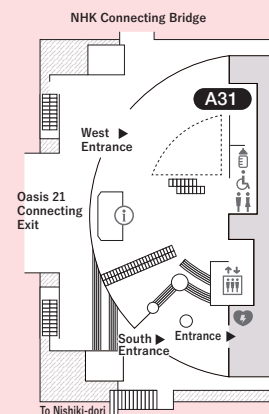 NHK Connecting Bridge
A31
West ▶
Entrance
Oasis 21
Connecting
Exit
i
South ▶
Entrance
Entrance ▶
To Nishiki-dori